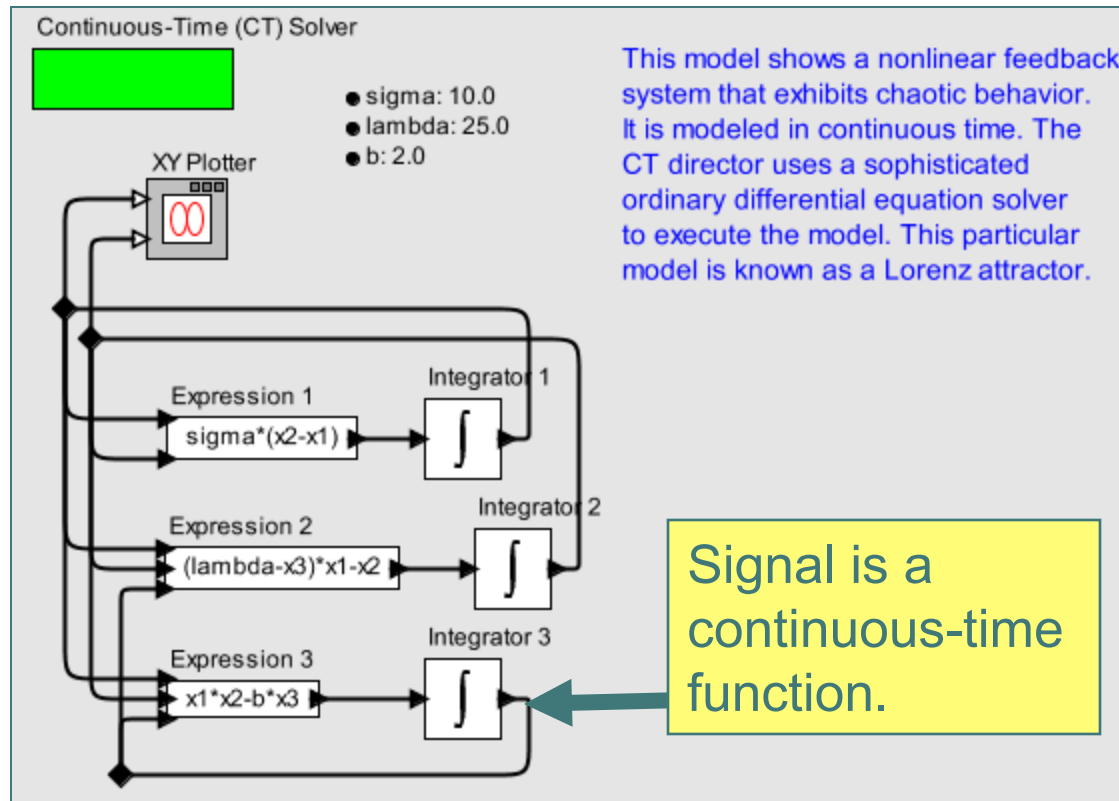 Continuous-Time (CT) Solver
sigma: 10.0
lambda: 25.0
b: 2.0
This model shows a nonlinear feedback
system that exhibits chaotic behavior.
It is modeled in continuous time. The
CT director uses a sophisticated
ordinary differential equation solver
to execute the model. This particular
model is known as a Lorenz attractor.
XY Plotter
Expression 1
sigma*(x2-x1)
Integrator 1
∫
Expression 2
(lambda-x3)*x1-x2
Integrator 2
∫
Expression 3
x1*x2-b*x3
Integrator 3
∫
Signal is a
continuous-time
function.